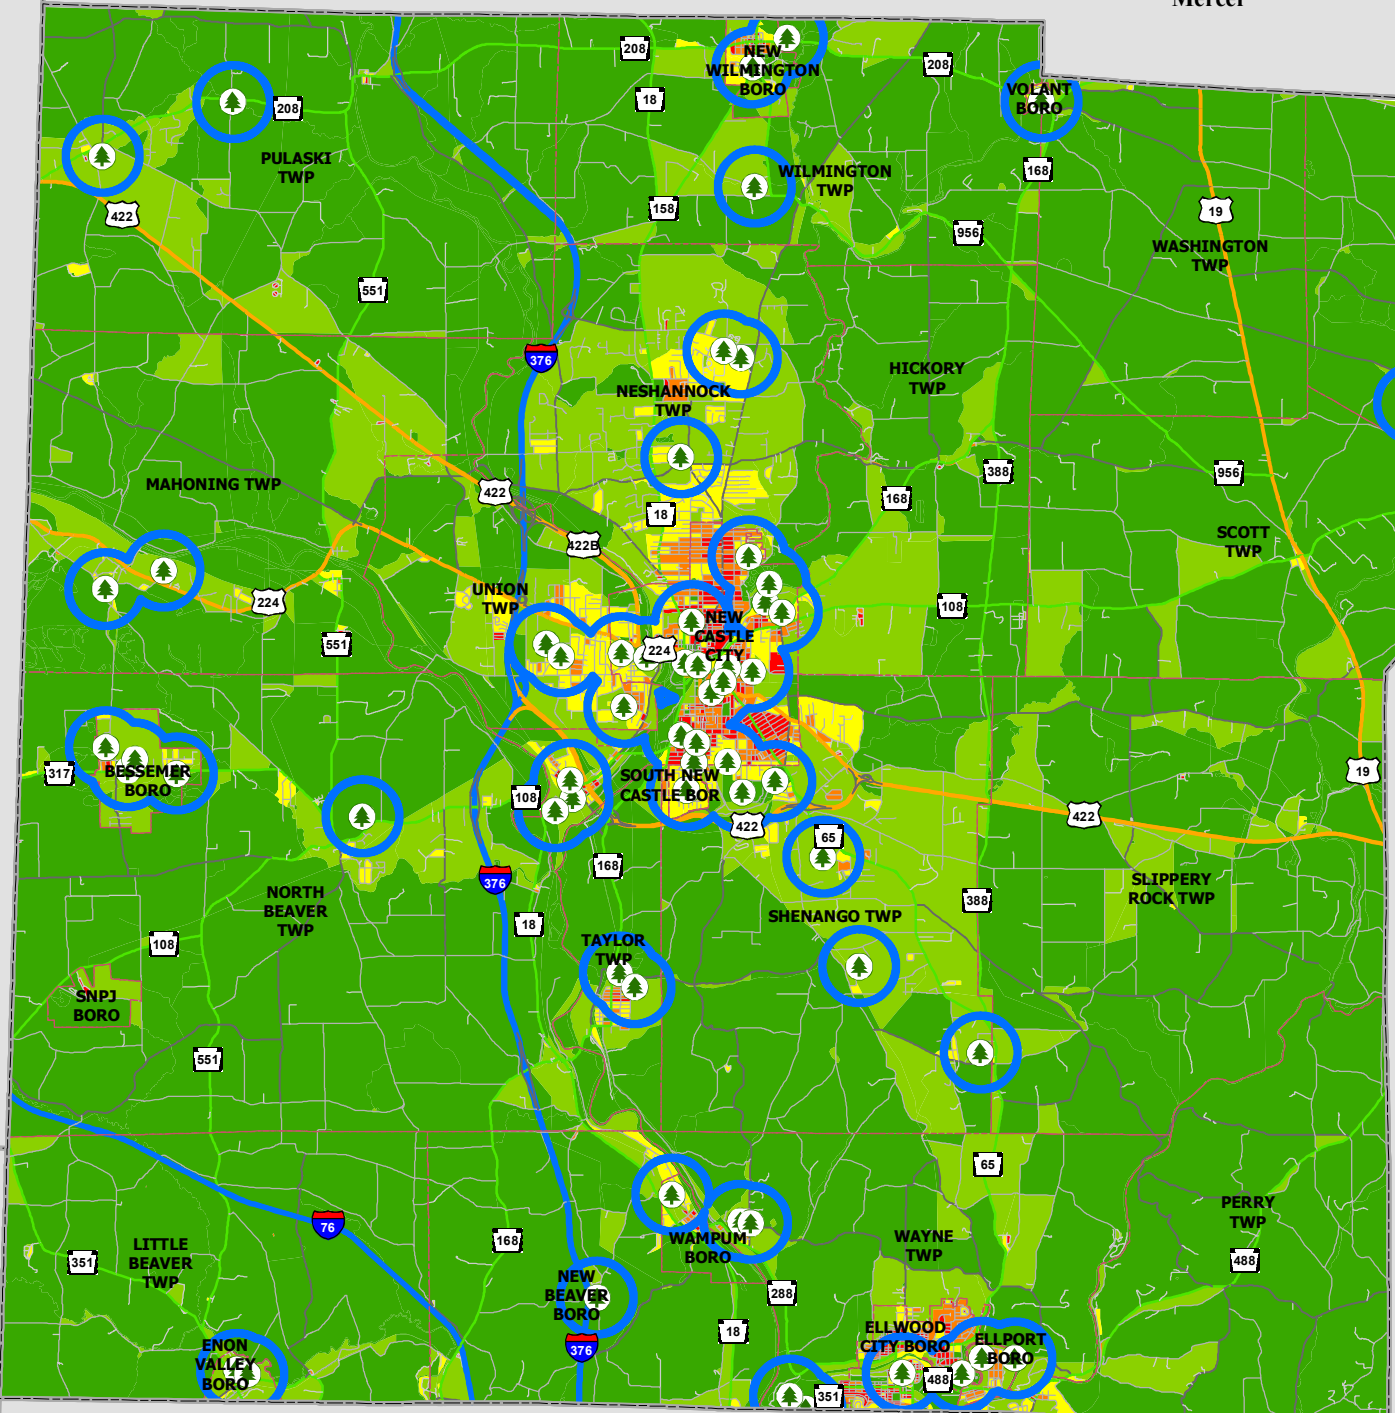 Mercer
208
NEW
WILMINGTON
BORO
208
18
VOLANT
BORO
208
PULASKI
TWP
WILMINGTON
TWP
168
422
158
19
956
WASHINGTON
TWP
551
376
HICKORY
TWP
NESHANNOCK
TWP
MAHONING TWP
422
388
956
168
18
422B
SCOTT
TWP
UNION
TWP
224
108
NEW
CASTLE
CITY
551
224
317
BESSEMER
BORO
SOUTH NEW
CASTLE BOR
19
108
422
422
65
168
376
SLIPPERY
ROCK TWP
NORTH
BEAVER
TWP
388
18
SHENANGO TWP
108
TAYLOR
TWP
SNPJ
BORO
551
65
PERRY
TWP
76
168
WAMPUM
BORO
WAYNE
TWP
351
LITTLE
BEAVER
TWP
488
NEW
BEAVER
BORO
288
18
ELLWOOD
CITY BORO
ELLPORT
BORO
376
ENON
VALLEY
BORO
488
351